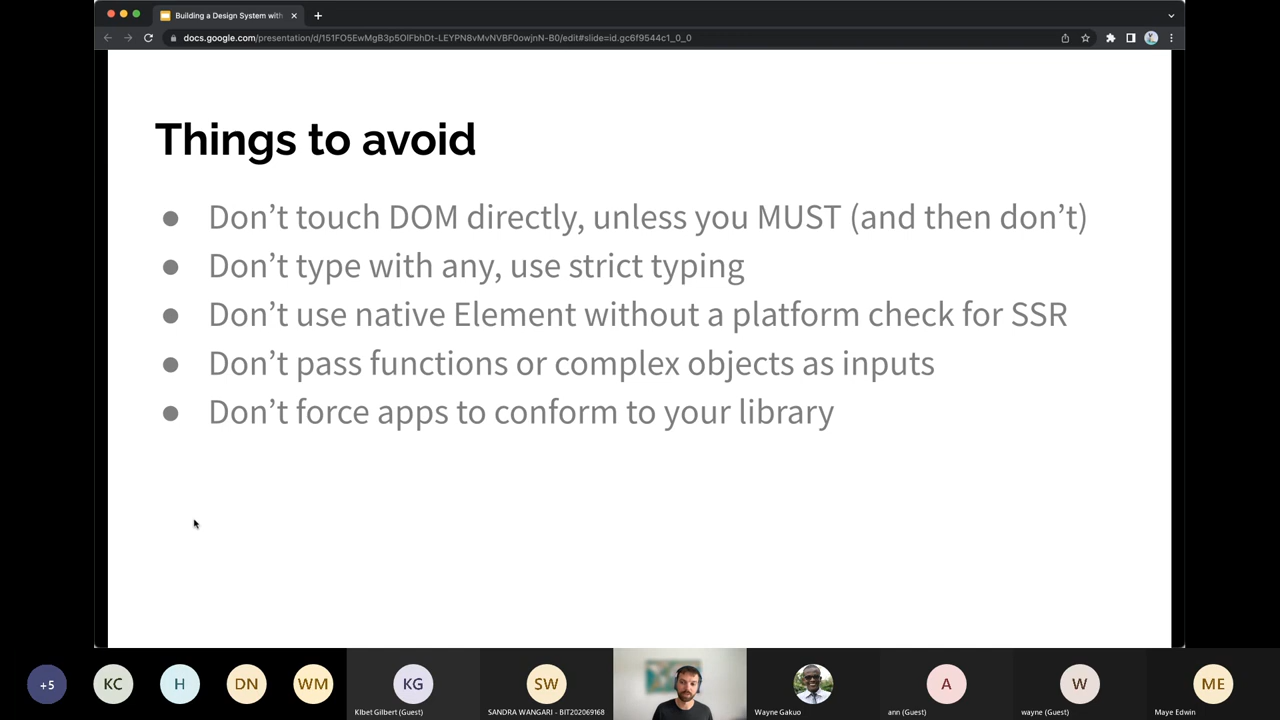 Building a Design System with
docs.google.com/presentation/d/151FO5EwMgB3p5OlFbhDt-LEYPN8vMvNVBF0owjnN-B0/edit#slide=id.gc6f9544c1_0_0
Things to avoid
● Don’t touch DOM directly, unless you MUST (and then don’t)
● Don’t type with any, use strict typing
● Don’t use native Element without a platform check for SSR
● Don’t pass functions or complex objects as inputs
● Don’t force apps to conform to your library
+5
KC
H
DN
WM
KG
SW
A
W
ME
KIbet Gilbert (Guest)
SANDRA WANGARI - BIT202069168
Wayne Gakuo
ann (Guest)
wayne (Guest)
Maye Edwin